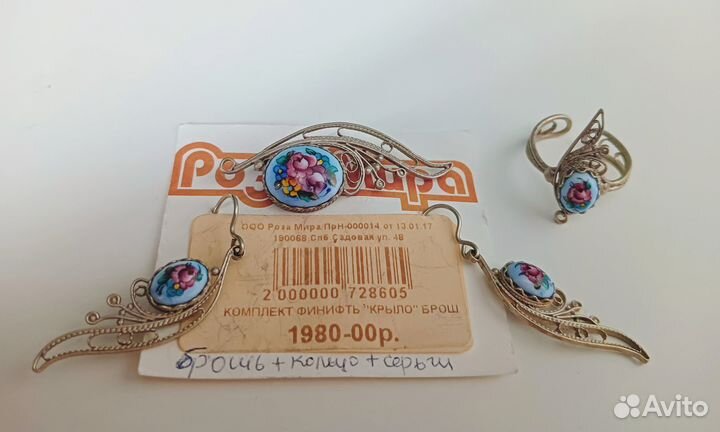 Роза Мира
ООО Роза Мира ПрН-000014 от 13.01.17
190068 Спб Садовая ул. 48
2 000000 728605
КОМПЛЕКТ ФИНИФТЬ "КРЫЛО" БРОШ
1980-00р.
брошь+кольцо+серьги
Avito